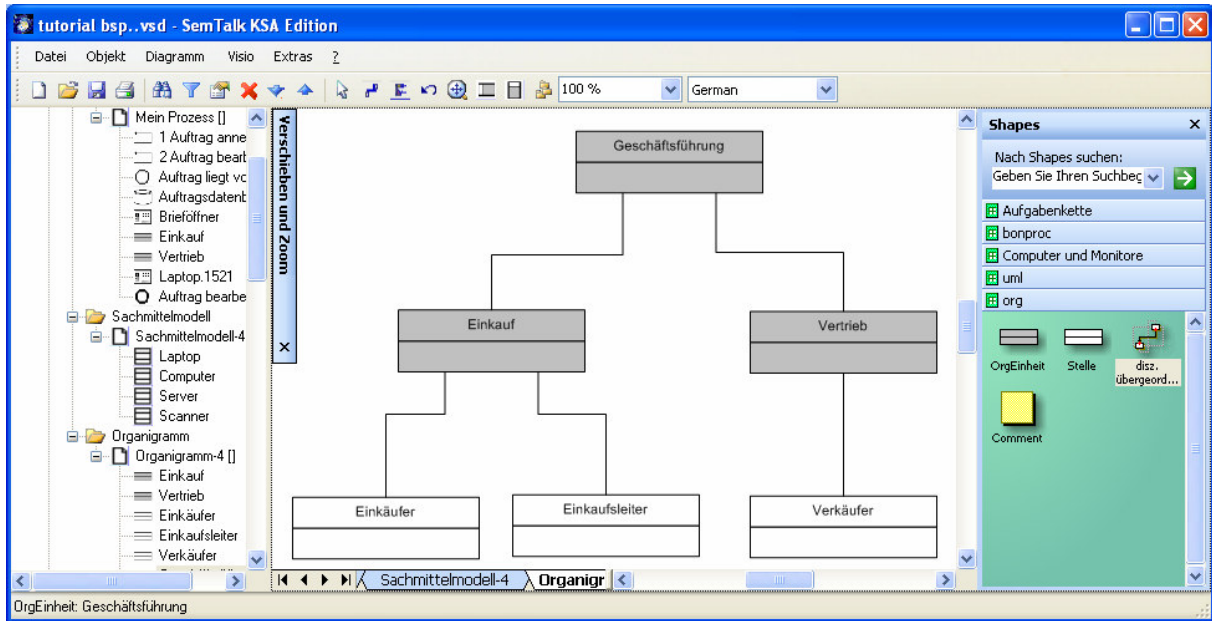 tutorial bsp..vsd - SemTalk KSA Edition
Datei Objekt Diagramm Visio Extras ?
100 % German
Mein Prozess []
1 Auftrag anne
2 Auftrag bearb
Auftrag liegt vo
Auftragsdatenb
Brieföffner
Einkauf
Vertrieb
Laptop.1521
Auftrag bearbe
Sachmittelmodell
Sachmittelmodell-4
Laptop
Computer
Server
Scanner
Organigramm
Organigramm-4 []
Einkauf
Vertrieb
Einkäufer
Einkaufsleiter
Verkäufer
Verschieben und Zoom
Geschäftsführung
Einkauf
Vertrieb
Einkäufer
Einkaufsleiter
Verkäufer
Sachmittelmodell-4 Organigr
Shapes
Nach Shapes suchen:
Geben Sie Ihren Suchbeg
Aufgabenkette
bonproc
Computer und Monitore
uml
org
OrgEinheit Stelle disz.
übergeord...
Comment
OrgEinheit: Geschäftsführung